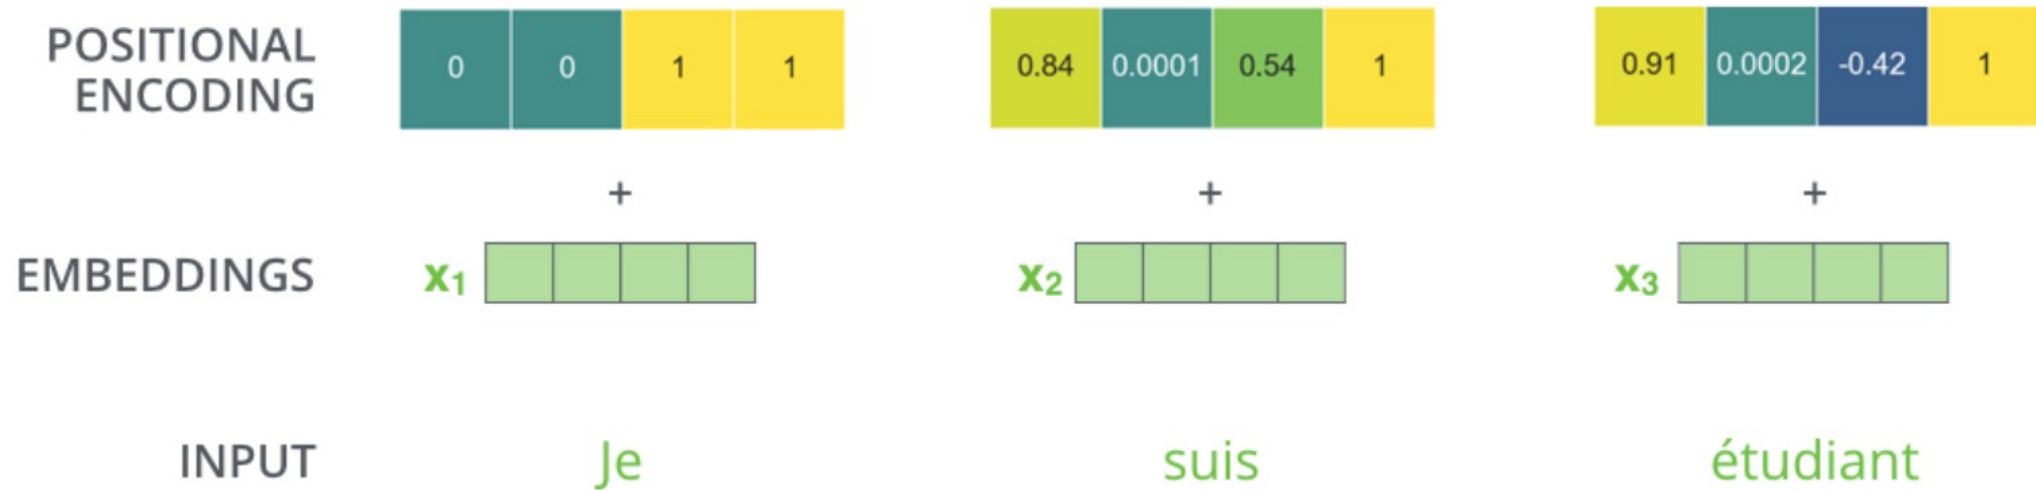 POSITIONAL
ENCODING
0 0 1 1
0.84 0.0001 0.54 1
0.91 0.0002 -0.42 1
+ + +
EMBEDDINGS x1 x2 x3
INPUT Je suis étudiant